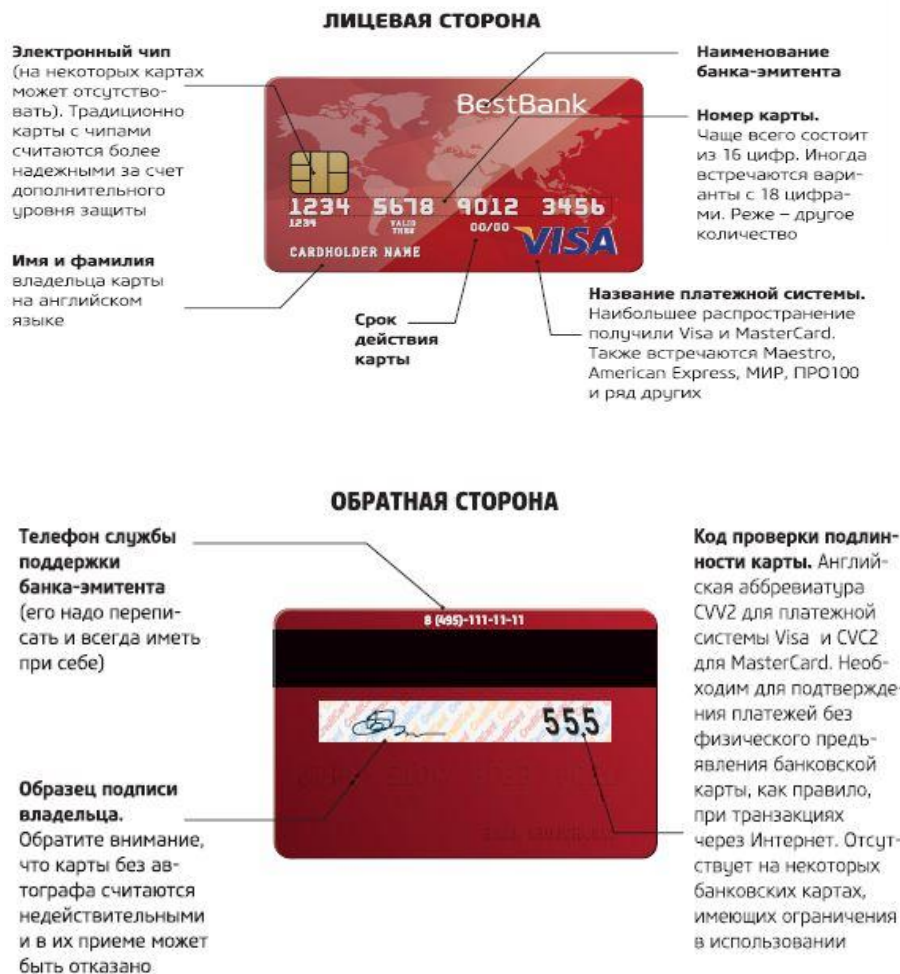 ЛИЦЕВАЯ СТОРОНА
Электронный чип
(на некоторых картах
может отсутство-
вать). Традиционно
карты с чипами
считаются более
надежными за счет
дополнительного
уровня защиты
Имя и фамилия
владельца карты
на английском
языке
BestBank
1234 5678 9012 3456
1234
VALID
THRU
00/00
CARDHOLDER NAME
VISA
Срок
действия
карты
Наименование
банка-эмитента
Номер карты.
Чаще всего состоит
из 16 цифр. Иногда
встречаются вари-
анты с 18 цифра-
ми. Реже – другое
количество
Название платежной системы.
Наибольшее распространение
получили Visa и MasterCard.
Также встречаются Maestro,
American Express, МИР, ПРО100
и ряд других
ОБРАТНАЯ СТОРОНА
Телефон службы
поддержки
банка-эмитента
(его надо перепи-
сать и всегда иметь
при себе)
Образец подписи
владельца.
Обратите внимание,
что карты без ав-
тографа считаются
недействительными
и в их приеме может
быть отказано
8 (495)-111-11-11
555
Код проверки подлин-
ности карты. Англий-
ская аббревиатура
CVV2 для платежной
системы Visa и CVC2
для MasterCard. Необ-
ходим для подтвержде-
ния платежей без
физического предъ-
явления банковской
карты, как правило,
при транзакциях
через Интернет. Отсут-
ствует на некоторых
банковских картах,
имеющих ограничения
в использовании